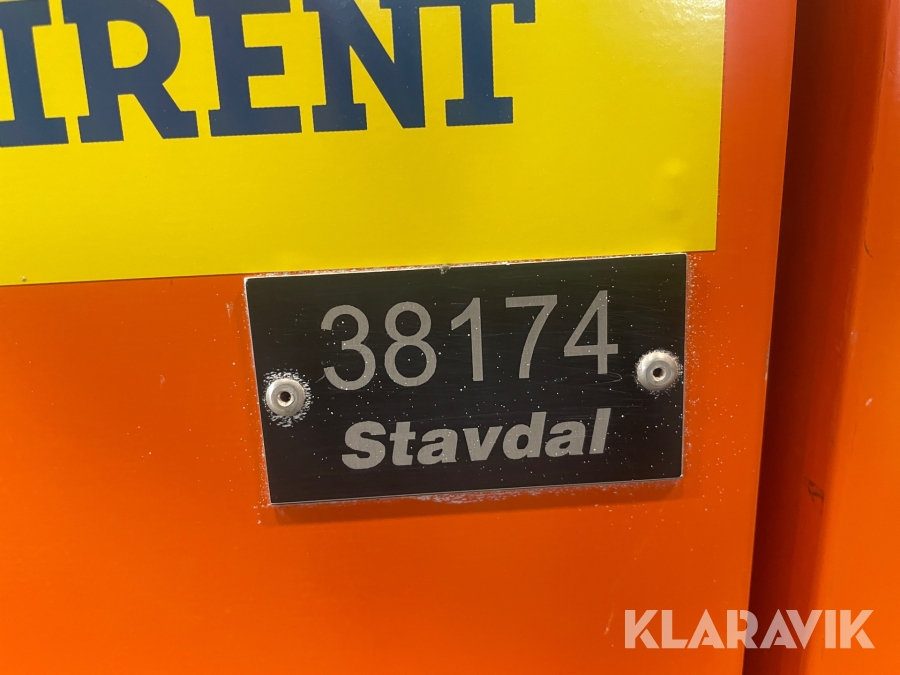 IRENT
38174
Stavdal
KLARAVIK